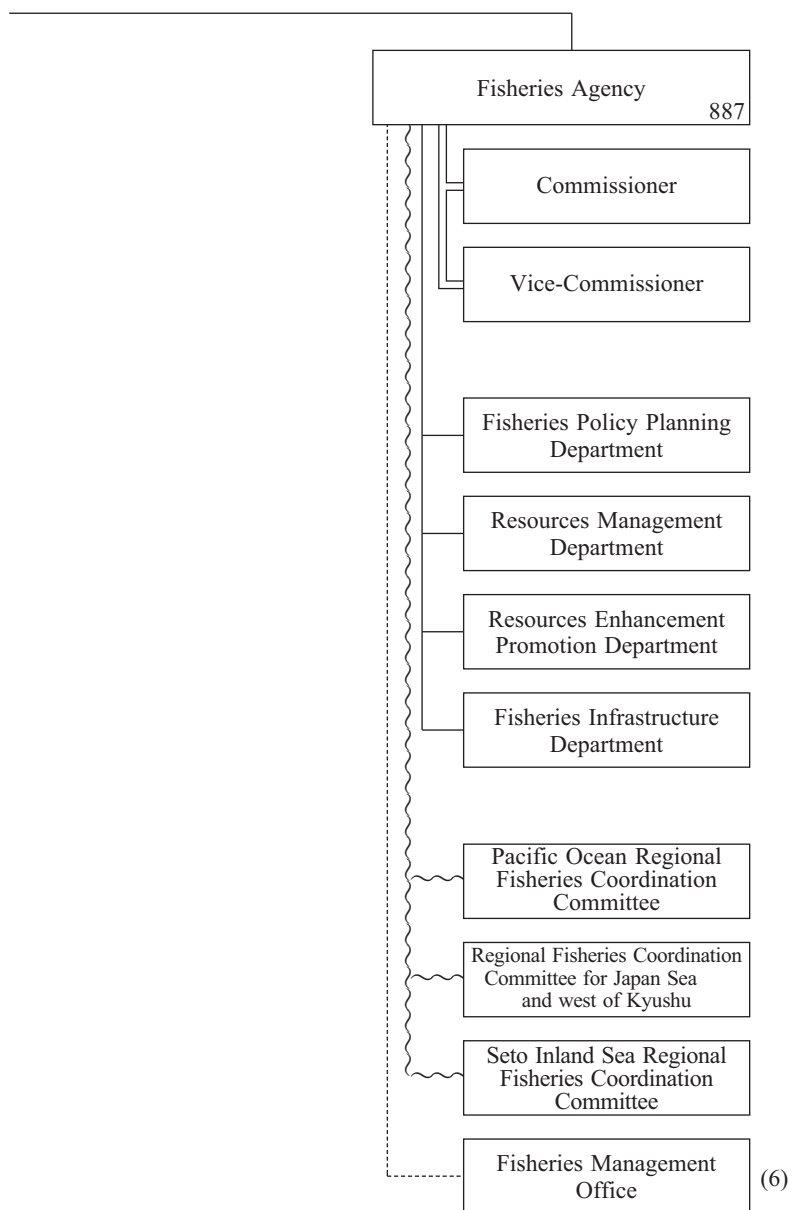 Fisheries Agency
887
Commissioner
Vice-Commissioner
Fisheries Policy Planning
Department
Resources Management
Department
Resources Enhancement
Promotion Department
Fisheries Infrastructure
Department
Pacific Ocean Regional
Fisheries Coordination
Committee
Regional Fisheries Coordination
Committee for Japan Sea
and west of Kyushu
Seto Inland Sea Regional
Fisheries Coordination
Committee
Fisheries Management
Office
(6)